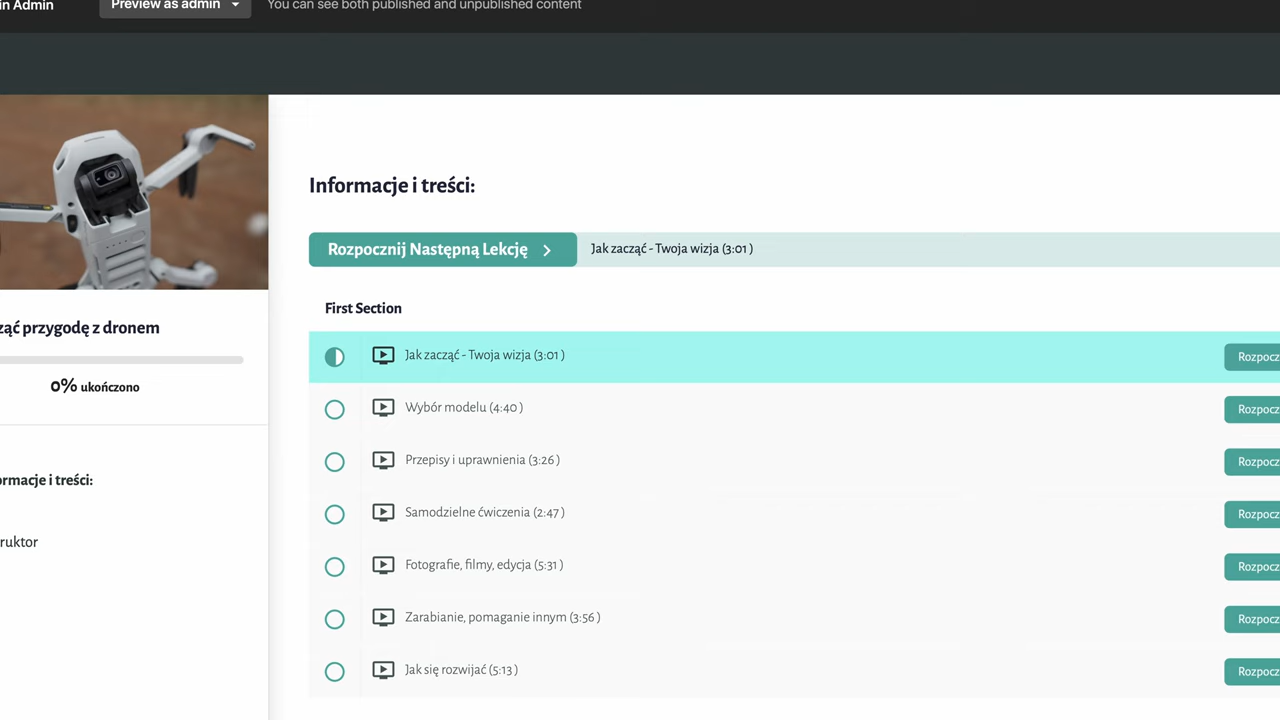 in Admin
Preview as admin
You can see both published and unpublished content
Informacje i treści:
Rozpocznij Następną Lekcję
Jak zacząć - Twoja wizja (3:01)
First Section
ząć przygodę z dronem
0% ukończono
ormacje i treści:
ruktor
Jak zacząć - Twoja wizja (3:01)
Rozpocz
Wybór modelu (4:40)
Rozpocz
Przepisy i uprawnienia (3:26)
Rozpocz
Samodzielne ćwiczenia (2:47)
Rozpocz
Fotografie, filmy, edycja (5:31)
Rozpocz
Zarabianie, pomaganie innym (3:56)
Rozpocz
Jak się rozwijać (5:13)
Rozpocz